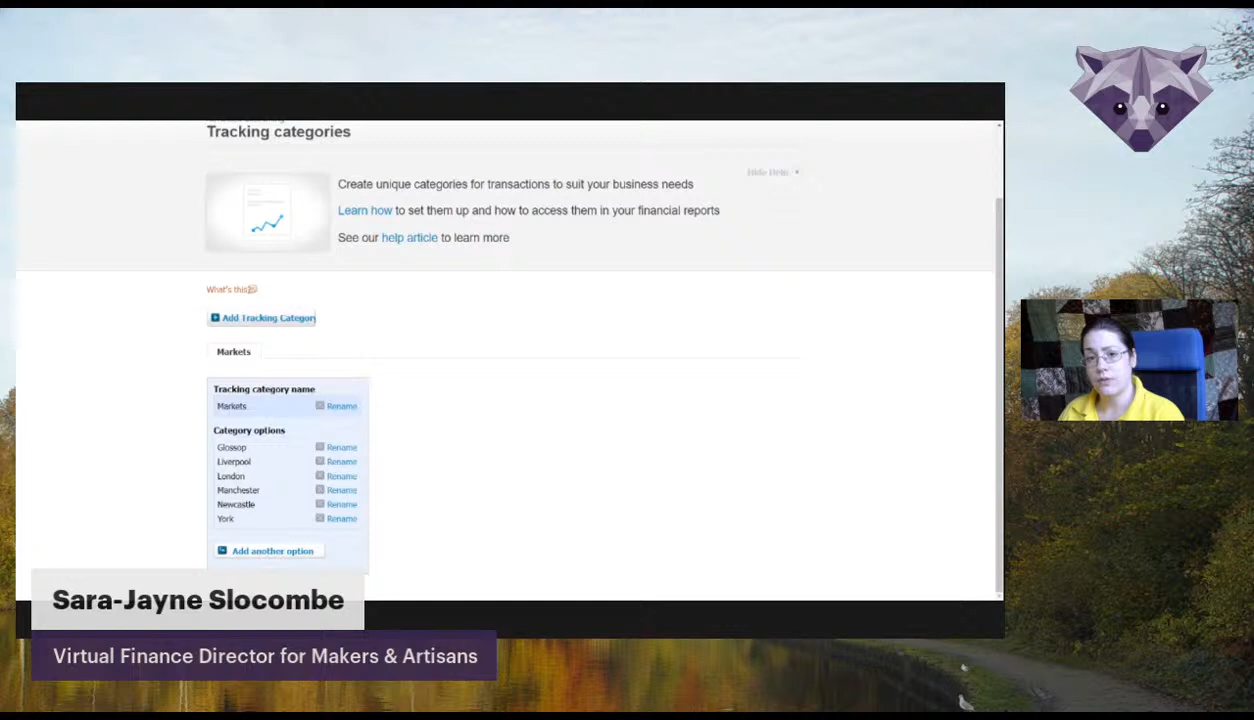 Tracking categories
Hide Help
Create unique categories for transactions to suit your business needs
Learn how to set them up and how to access them in your financial reports
See our help article to learn more
What's this?
Add Tracking Category
Markets
Tracking category name
Markets Rename
Category options
Glossop Rename
Liverpool Rename
London Rename
Manchester Rename
Newcastle Rename
York Rename
Add another option
Sara-Jayne Slocombe
Virtual Finance Director for Makers & Artisans